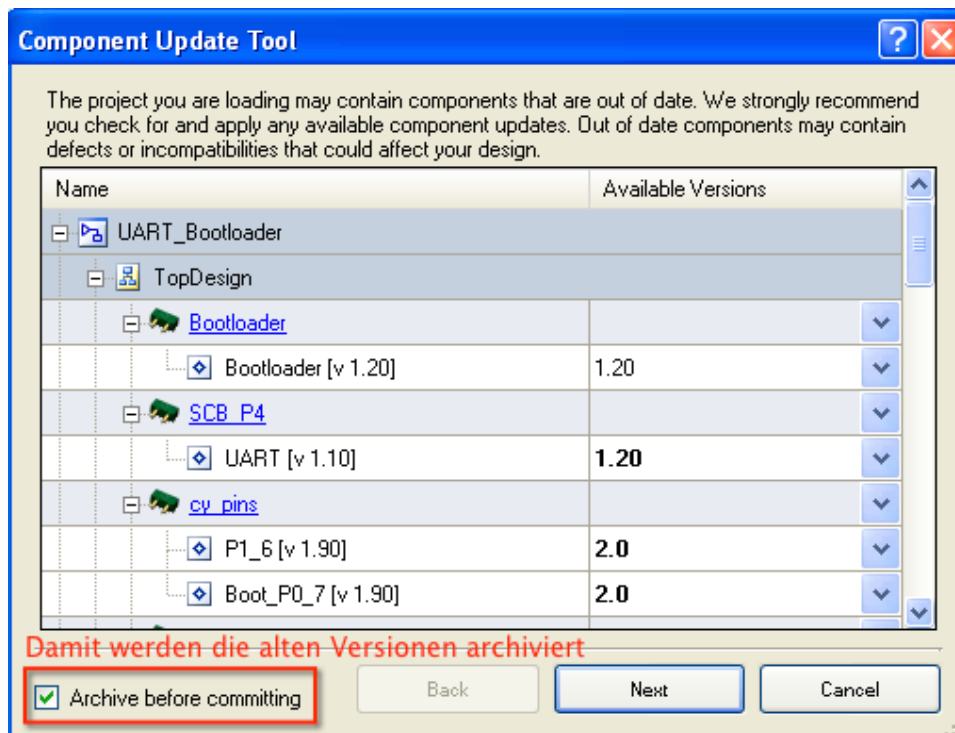 Component Update Tool
The project you are loading may contain components that are out of date. We strongly recommend
you check for and apply any available component updates. Out of date components may contain
defects or incompatibilities that could affect your design.
Name Available Versions
UART_Bootloader
TopDesign
Bootloader
Bootloader [v 1.20] 1.20
SCB_P4
UART [v 1.10] 1.20
cy_pins
P1_6 [v 1.90] 2.0
Boot_P0_7 [v 1.90] 2.0
Damit werden die alten Versionen archiviert
Archive before committing Back Next Cancel